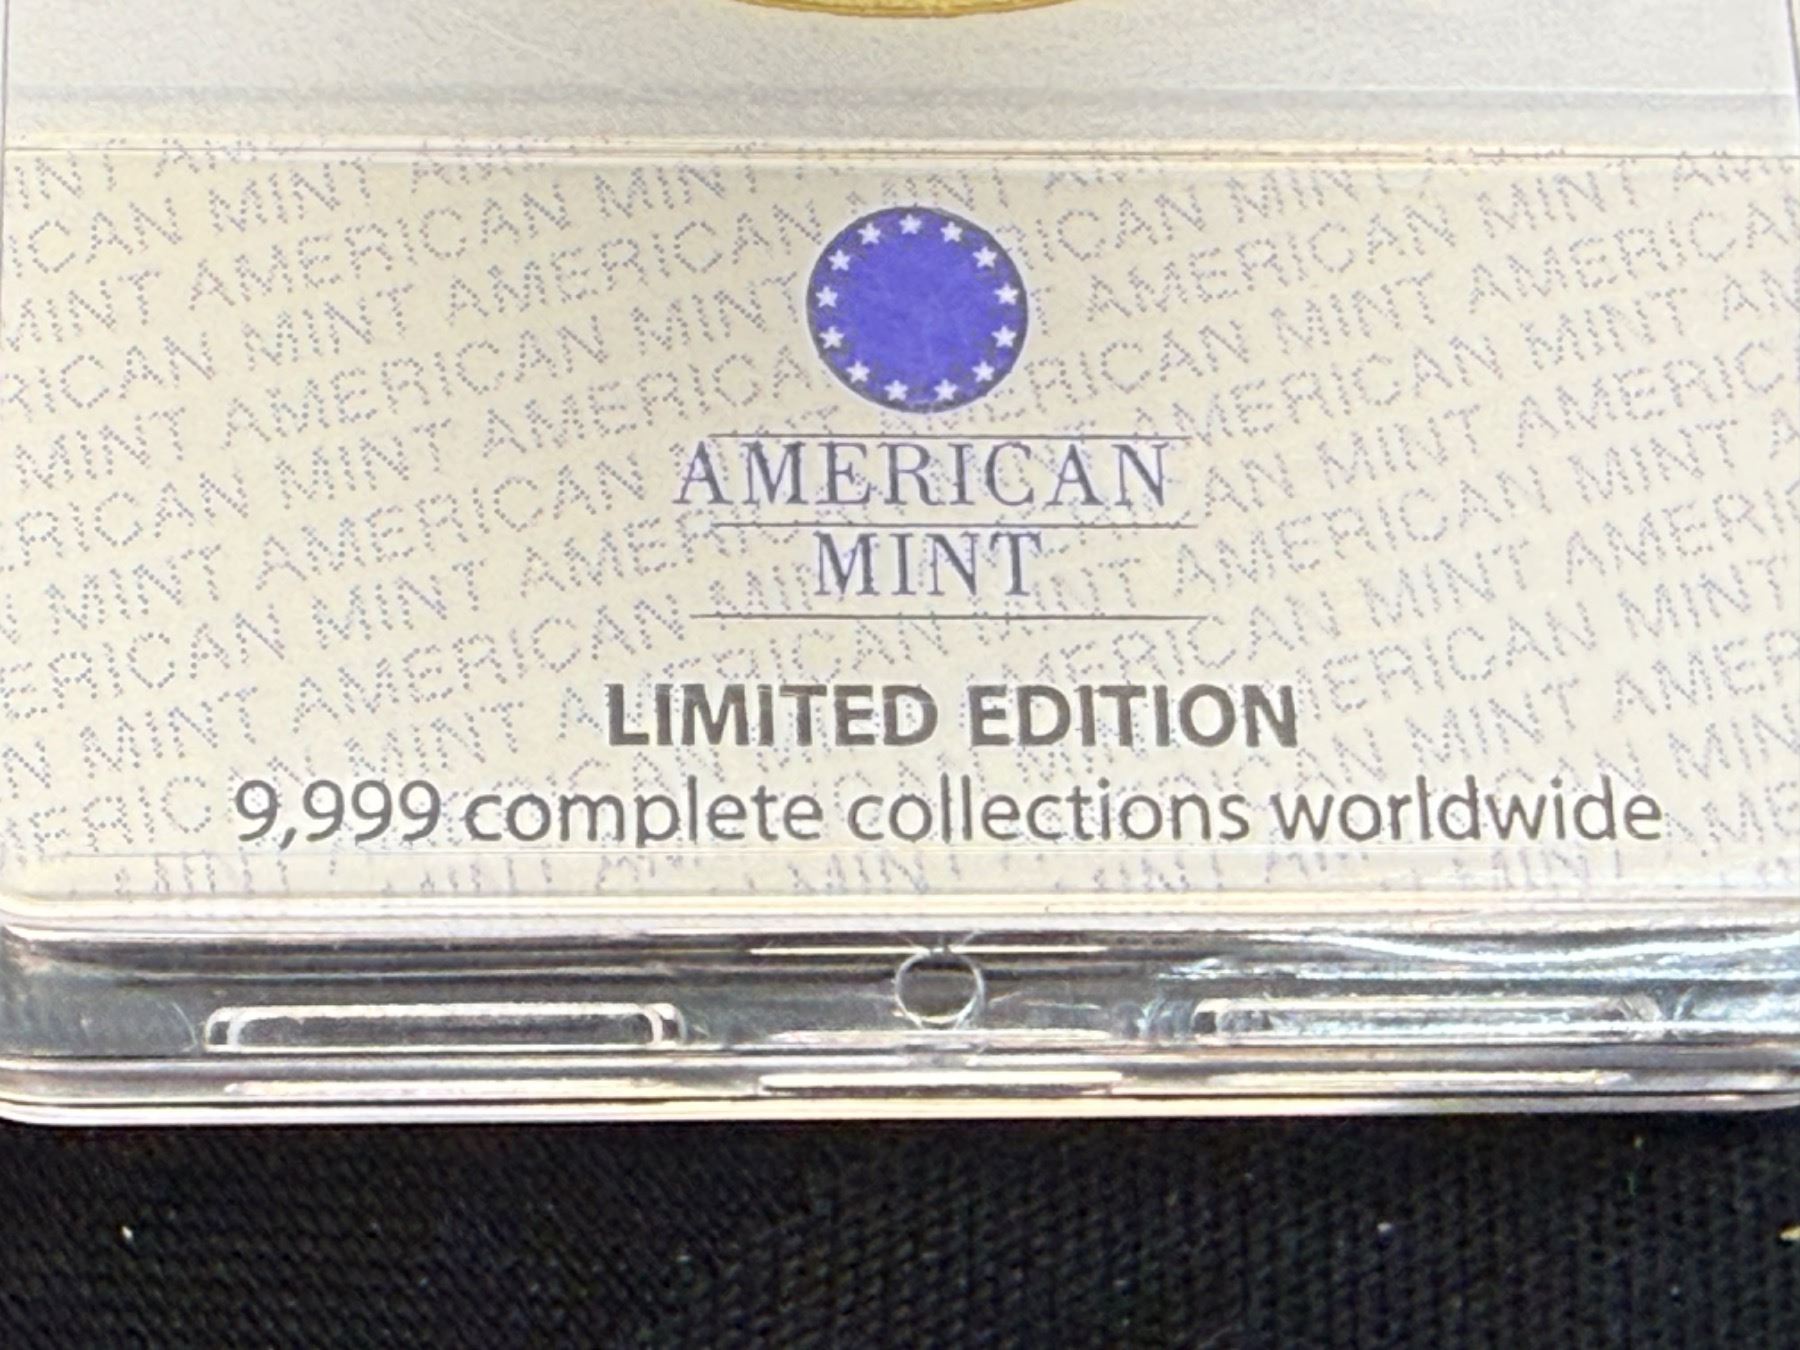 AMERICAN
MINT
LIMITED EDITION
9,999 complete collections worldwide